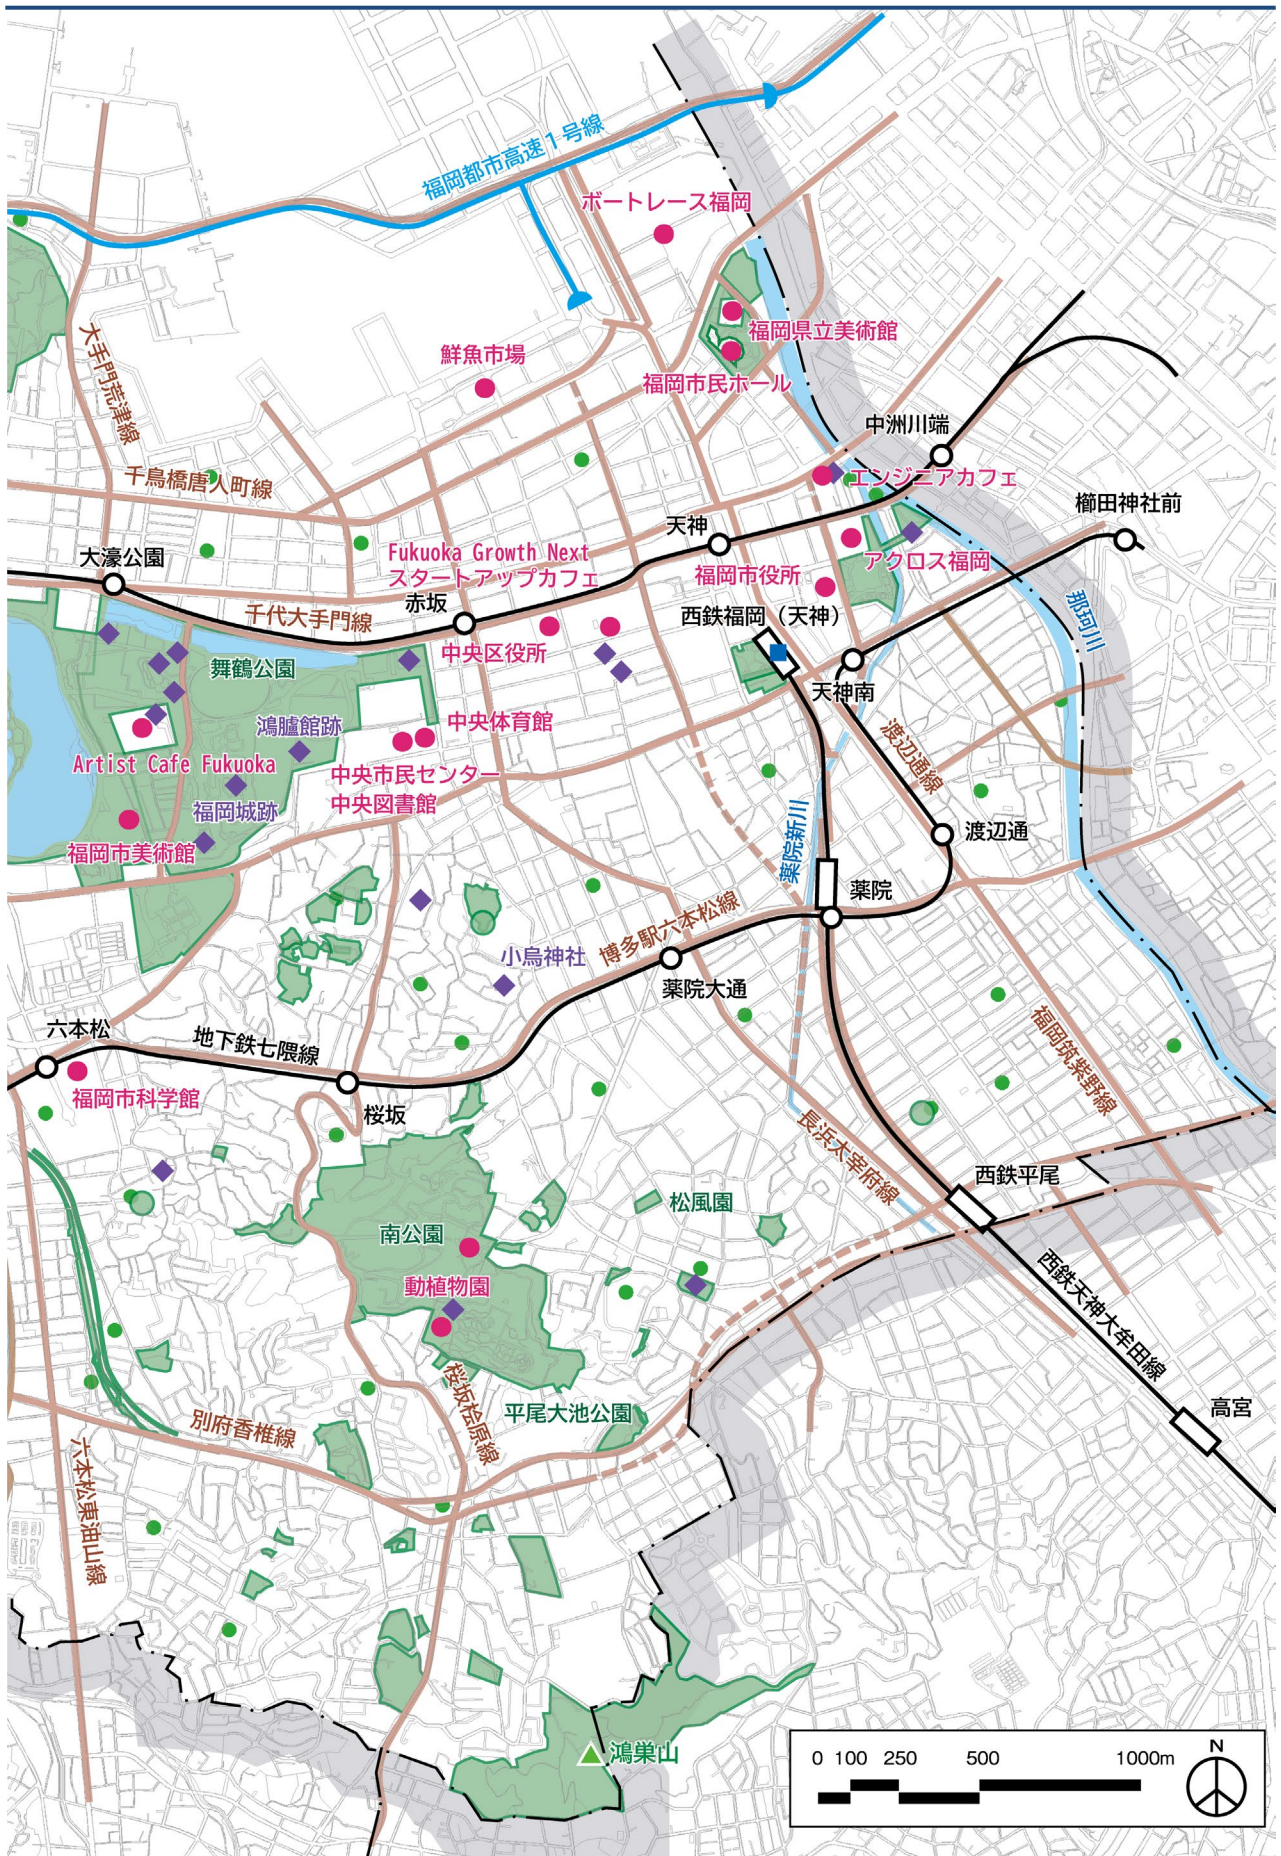 福岡都市高速1号線
ボートレース福岡
福岡県立美術館
大手門荒津線
鮮魚市場
福岡市民ホール
中洲川端
千鳥橋唐人町線
エンジニアカフェ
櫛田神社前
天神
大濠公園
Fukuoka Growth Next
スタートアップカフェ
福岡市役所
アクロス福岡
赤坂
千代大手門線
西鉄福岡（天神）
那珂川
中央区役所
舞鶴公園
天神南
鴻臚館跡
中央体育館
渡辺通線
Artist Cafe Fukuoka
中央市民センター
中央図書館
福岡城跡
薬院新川
渡辺通
福岡市美術館
薬院
博多駅六本松線
小烏神社
薬院大通
六本松
地下鉄七隈線
福岡筑紫野線
福岡市科学館
桜坂
長浜太宰府線
西鉄平尾
松風園
南公園
動植物園
西鉄天神大牟田線
桜坂桧原線
平尾大池公園
高宮
別府香椎線
六本松東油山線
鴻巣山
0 100 250 500 1000m
N